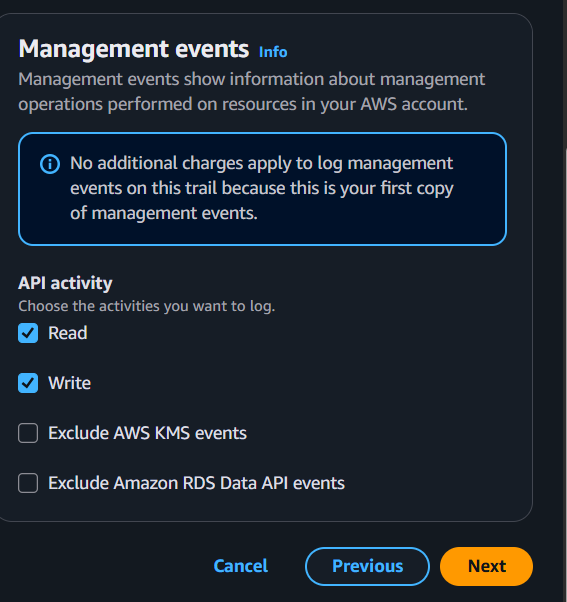 Management events Info
Management events show information about management
operations performed on resources in your AWS account.
No additional charges apply to log management
events on this trail because this is your first copy
of management events.
API activity
Choose the activities you want to log.
Read
Write
Exclude AWS KMS events
Exclude Amazon RDS Data API events
Cancel Previous Next